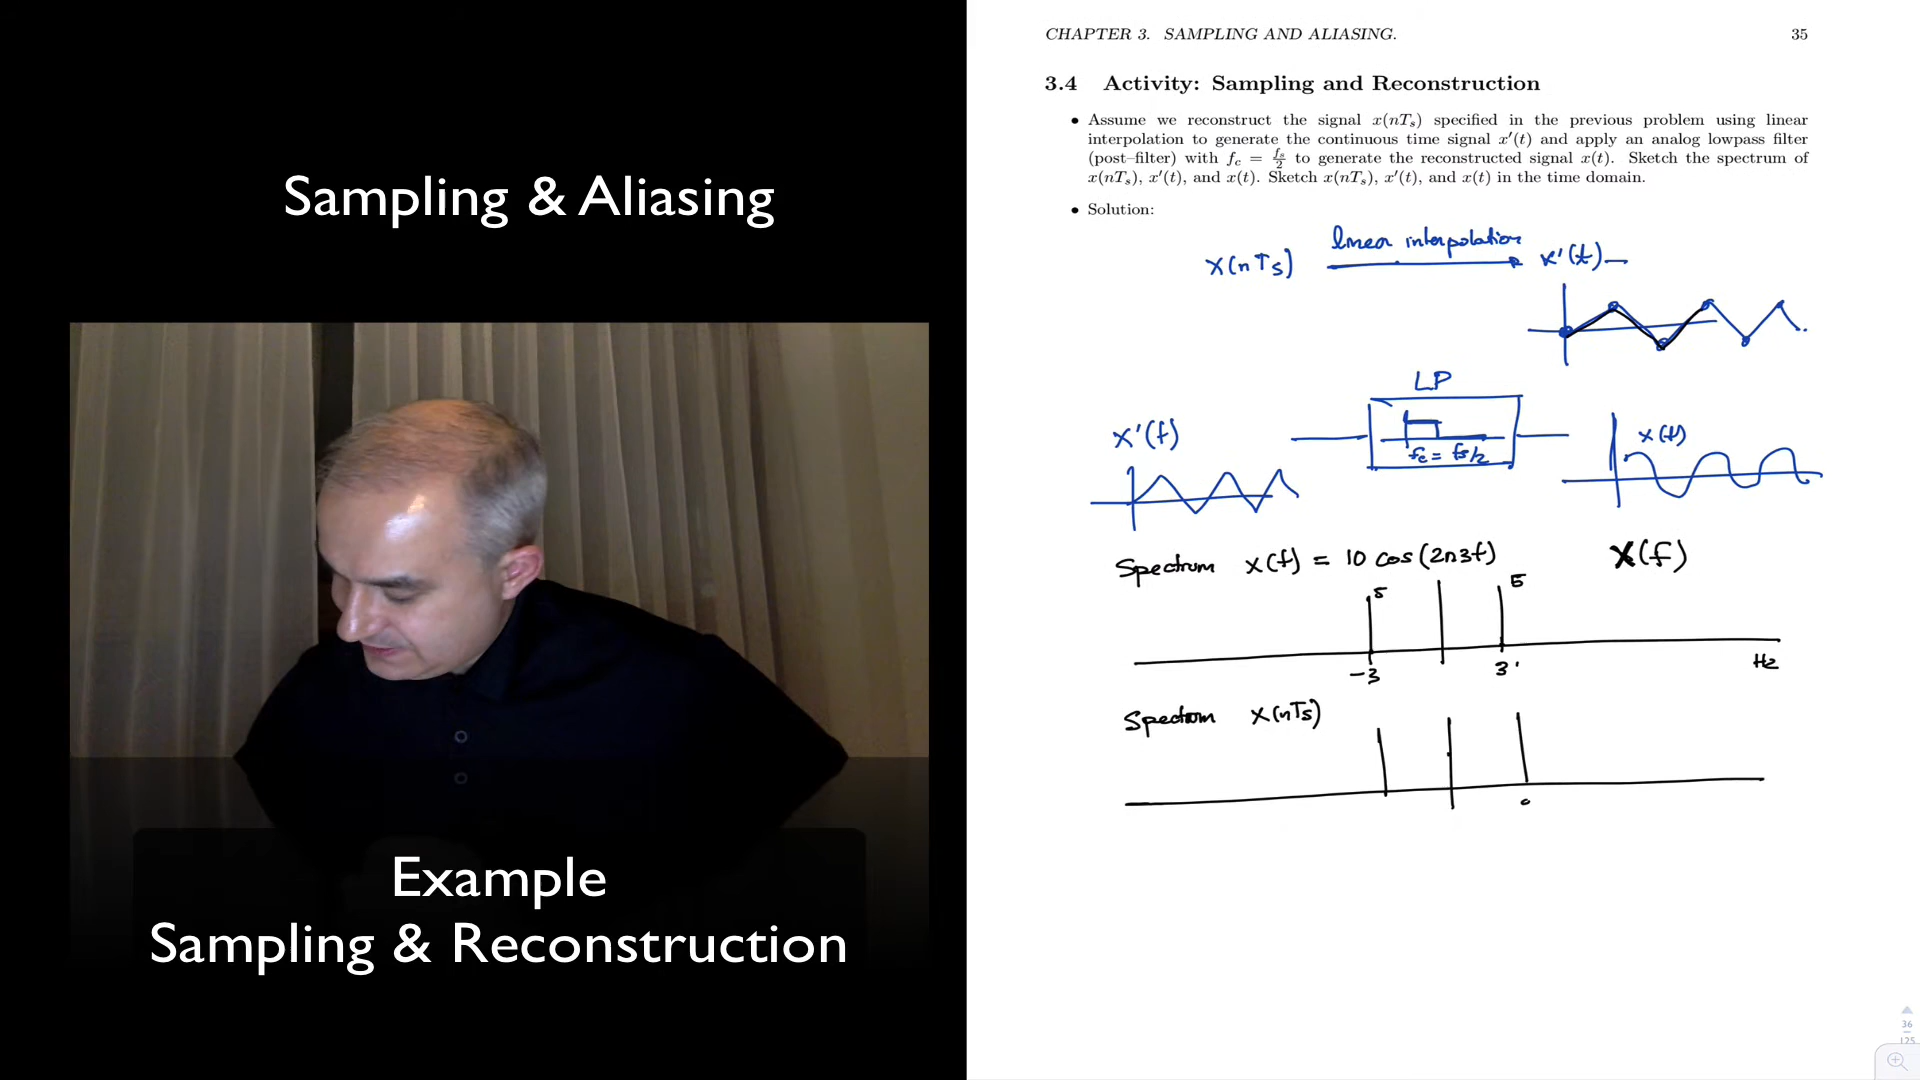 Sampling & Aliasing
Example
Sampling & Reconstruction
CHAPTER 3. SAMPLING AND ALIASING. 35
3.4 Activity: Sampling and Reconstruction
• Assume we reconstruct the signal x(nTs) specified in the previous problem using linear
interpolation to generate the continuous time signal x′(t) and apply an analog lowpass filter
(post–filter) with fc = fs/2 to generate the reconstructed signal x(t). Sketch the spectrum of
x(nTs), x′(t), and x(t). Sketch x(nTs), x′(t), and x(t) in the time domain.
• Solution:
linear interpolation
x(nTs) x'(t)
LP
x'(t) fc = fs/2 x(t)
Spectrum x(t) = 10 cos(2π3t) X(f)
5 5
-3 3 Hz
Spectrum x(nTs)
36
125